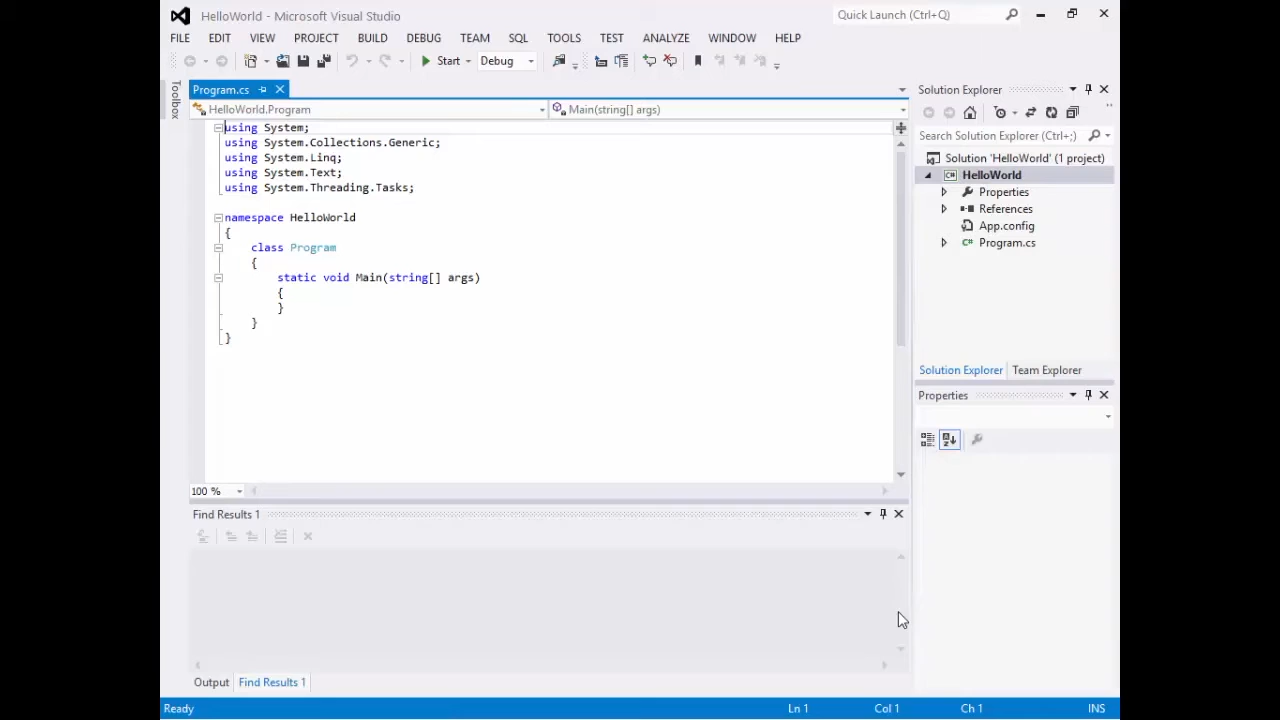 HelloWorld - Microsoft Visual Studio
Quick Launch (Ctrl+Q)
FILE EDIT VIEW PROJECT BUILD DEBUG TEAM SQL TOOLS TEST ANALYZE WINDOW HELP
Start Debug
Toolbox
Program.cs
HelloWorld.Program
Main(string[] args)
using System;
using System.Collections.Generic;
using System.Linq;
using System.Text;
using System.Threading.Tasks;
namespace HelloWorld
{
class Program
{
static void Main(string[] args)
{
}
}
}
100 %
Find Results 1
Output Find Results 1
Solution Explorer
Search Solution Explorer (Ctrl+;)
Solution 'HelloWorld' (1 project)
C# HelloWorld
Properties
References
App.config
C# Program.cs
Solution Explorer Team Explorer
Properties
Ready Ln 1 Col 1 Ch 1 INS